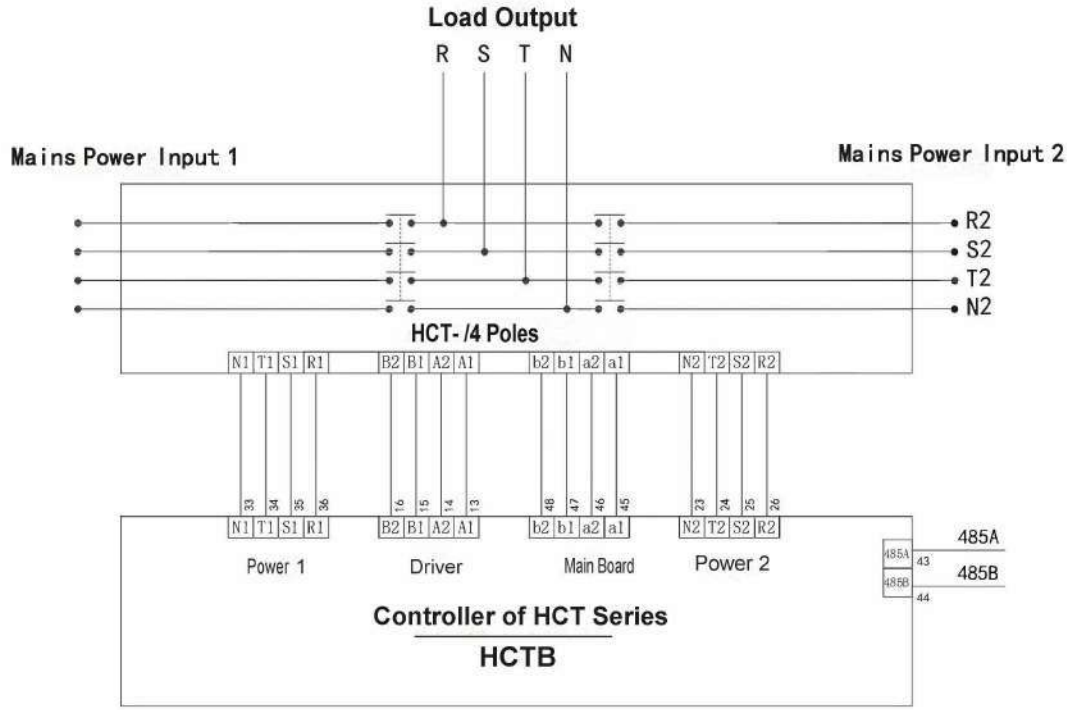 Load Output
R S T N
Mains Power Input 1
Mains Power Input 2
R2
S2
T2
N2
HCT- /4 Poles
N1 T1 S1 R1 B2 B1 A2 A1 b2 b1 a2 a1 N2 T2 S2 R2
33 34 35 36 16 15 14 13 48 47 46 45 23 24 25 26
N1 T1 S1 R1 B2 B1 A2 A1 b2 b1 a2 a1 N2 T2 S2 R2
Power 1 Driver Main Board Power 2
485A 43 485A
485B 44 485B
Controller of HCT Series
HCTB